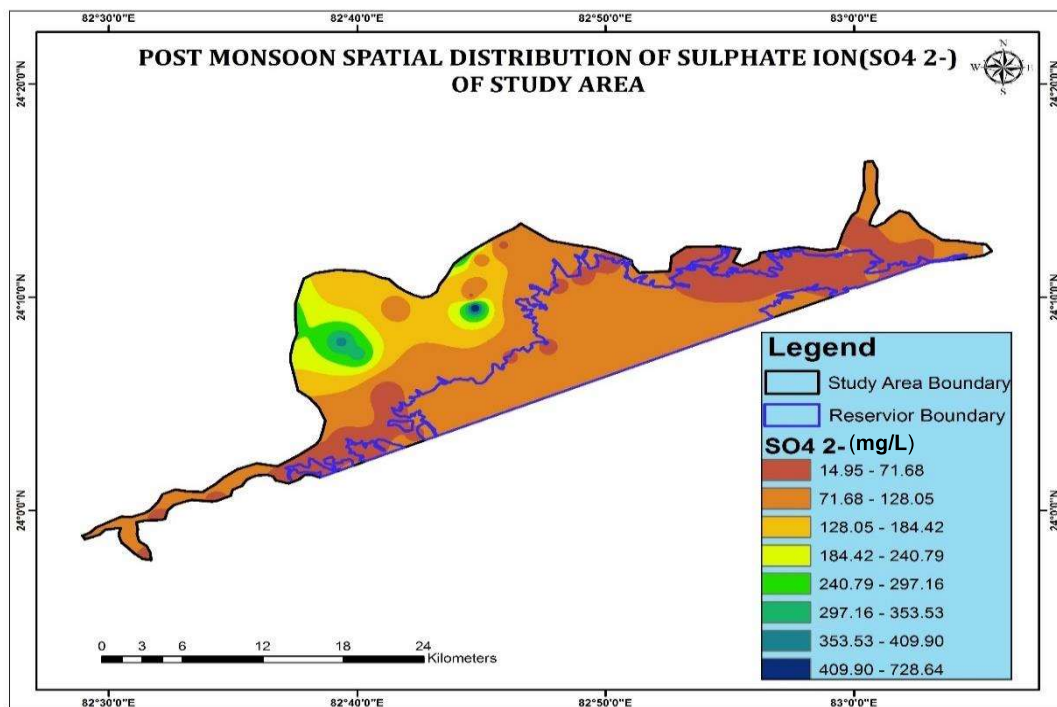 82°30'0"E 82°40'0"E 82°50'0"E 83°0'0"E
POST MONSOON SPATIAL DISTRIBUTION OF SULPHATE ION(SO4 2-)
OF STUDY AREA
N
W E
S
24°20'0"N 24°20'0"N
24°10'0"N 24°10'0"N
24°0'0"N 24°0'0"N
Legend
Study Area Boundary
Reservior Boundary
SO4 2- (mg/L)
14.95 - 71.68
71.68 - 128.05
128.05 - 184.42
184.42 - 240.79
240.79 - 297.16
297.16 - 353.53
353.53 - 409.90
409.90 - 728.64
0 3 6 12 18 24
Kilometers
82°30'0"E 82°40'0"E 82°50'0"E 83°0'0"E